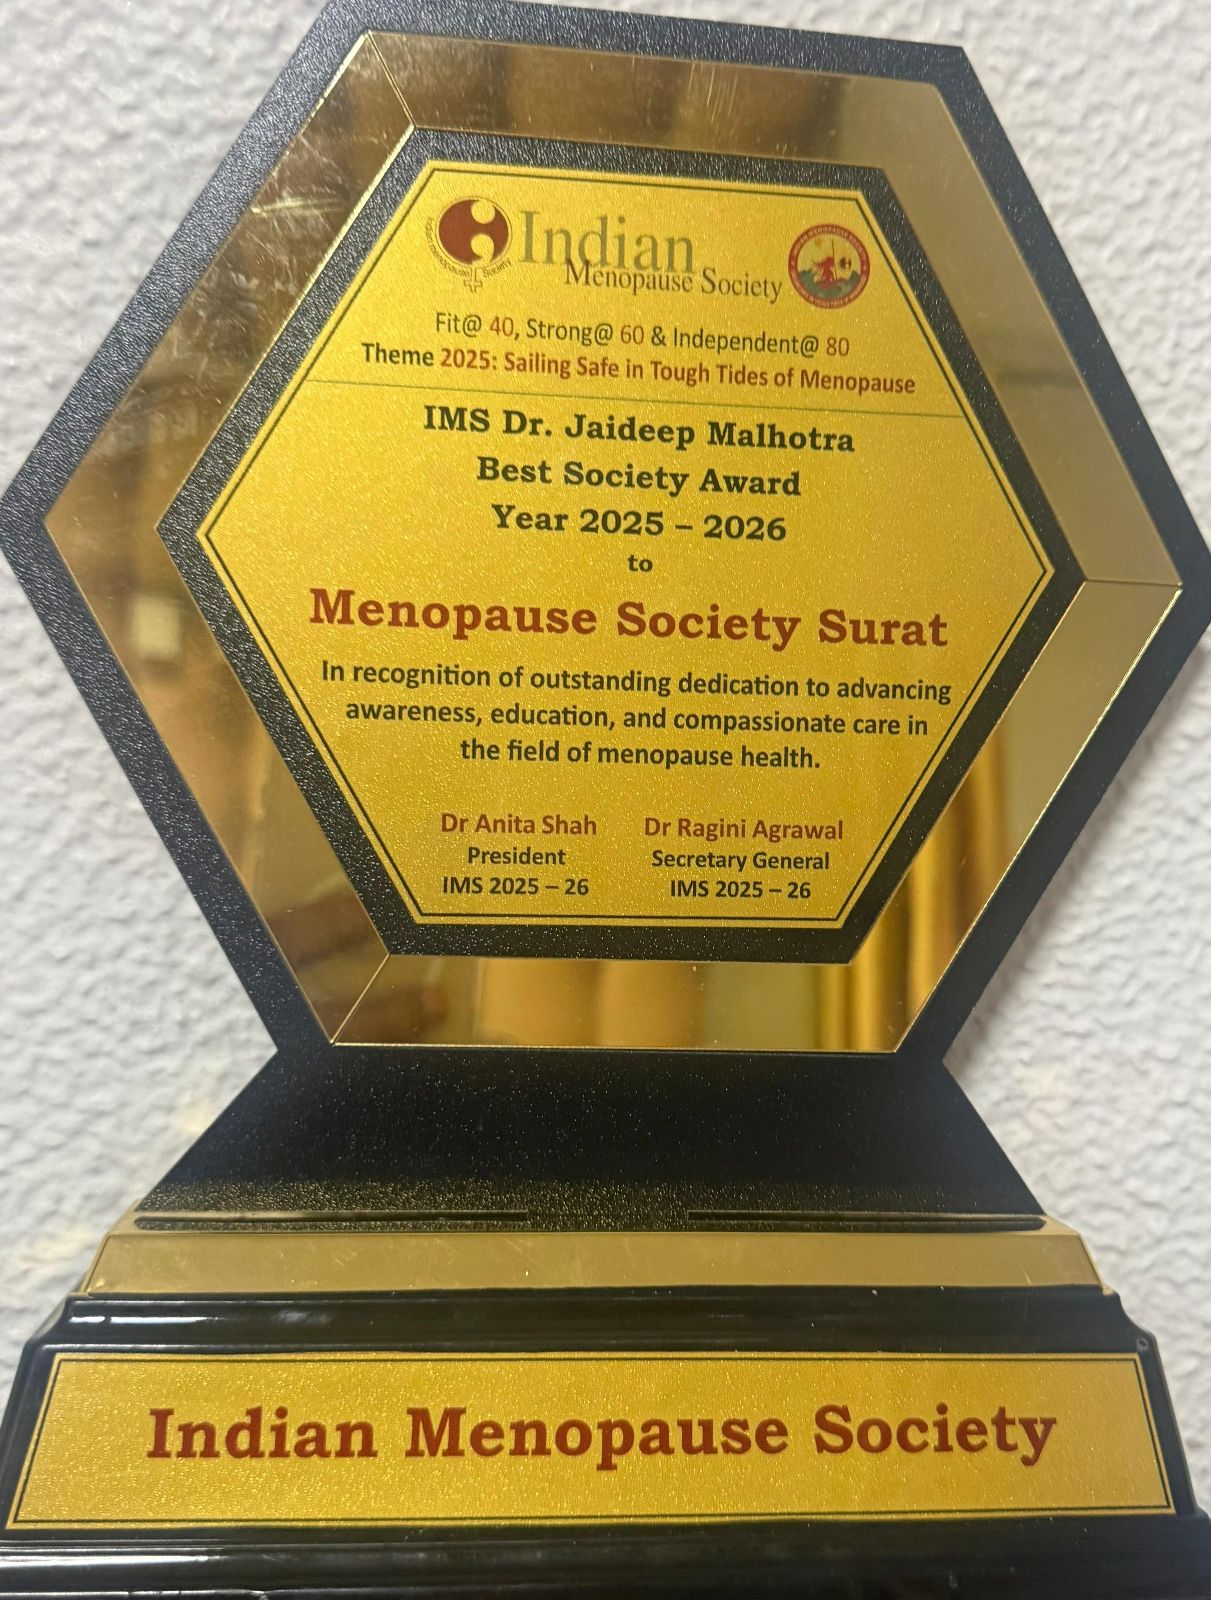 Indian
Menopause Society
Fit@ 40, Strong@ 60 & Independent@ 80
Theme 2025: Sailing Safe in Tough Tides of Menopause
IMS Dr. Jaideep Malhotra
Best Society Award
Year 2025 – 2026
to
Menopause Society Surat
In recognition of outstanding dedication to advancing
awareness, education, and compassionate care in
the field of menopause health.
Dr Anita Shah Dr Ragini Agrawal
President Secretary General
IMS 2025 – 26 IMS 2025 – 26
Indian Menopause Society